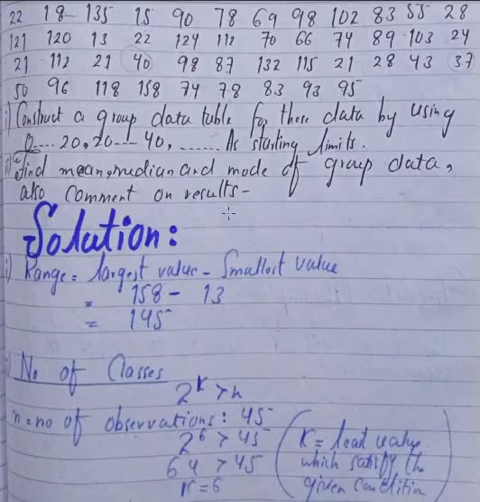 22 18 135 15 90 78 69 98 102 83 55 28
121 120 13 22 124 112 70 66 74 89 103 24
21 112 21 40 98 87 132 115 21 28 43 37
50 96 118 158 74 78 83 93 95
i) Construct a group data table for these data by using
0....20, 20---40, ....... As starting limits.
ii) Find mean, median and mode of group data,
also comment on results-
Solution:
i) Range = largest value - Smallest value
= 158 - 13
= 145
) No of Classes
2^K > n
n = no of observations: 45
2^6 > 45
64 > 45
K = 6
(K = least value
which satisfy the
given condition